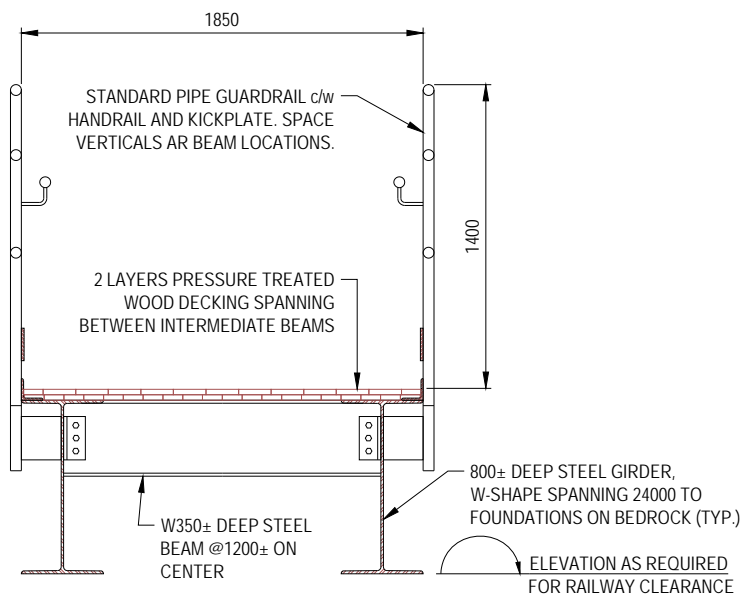 1850
STANDARD PIPE GUARDRAIL c/w
HANDRAIL AND KICKPLATE. SPACE
VERTICALS AR BEAM LOCATIONS.
1400
2 LAYERS PRESSURE TREATED
WOOD DECKING SPANNING
BETWEEN INTERMEDIATE BEAMS
800± DEEP STEEL GIRDER,
W-SHAPE SPANNING 24000 TO
FOUNDATIONS ON BEDROCK (TYP.)
W350± DEEP STEEL
BEAM @1200± ON
CENTER
ELEVATION AS REQUIRED
FOR RAILWAY CLEARANCE